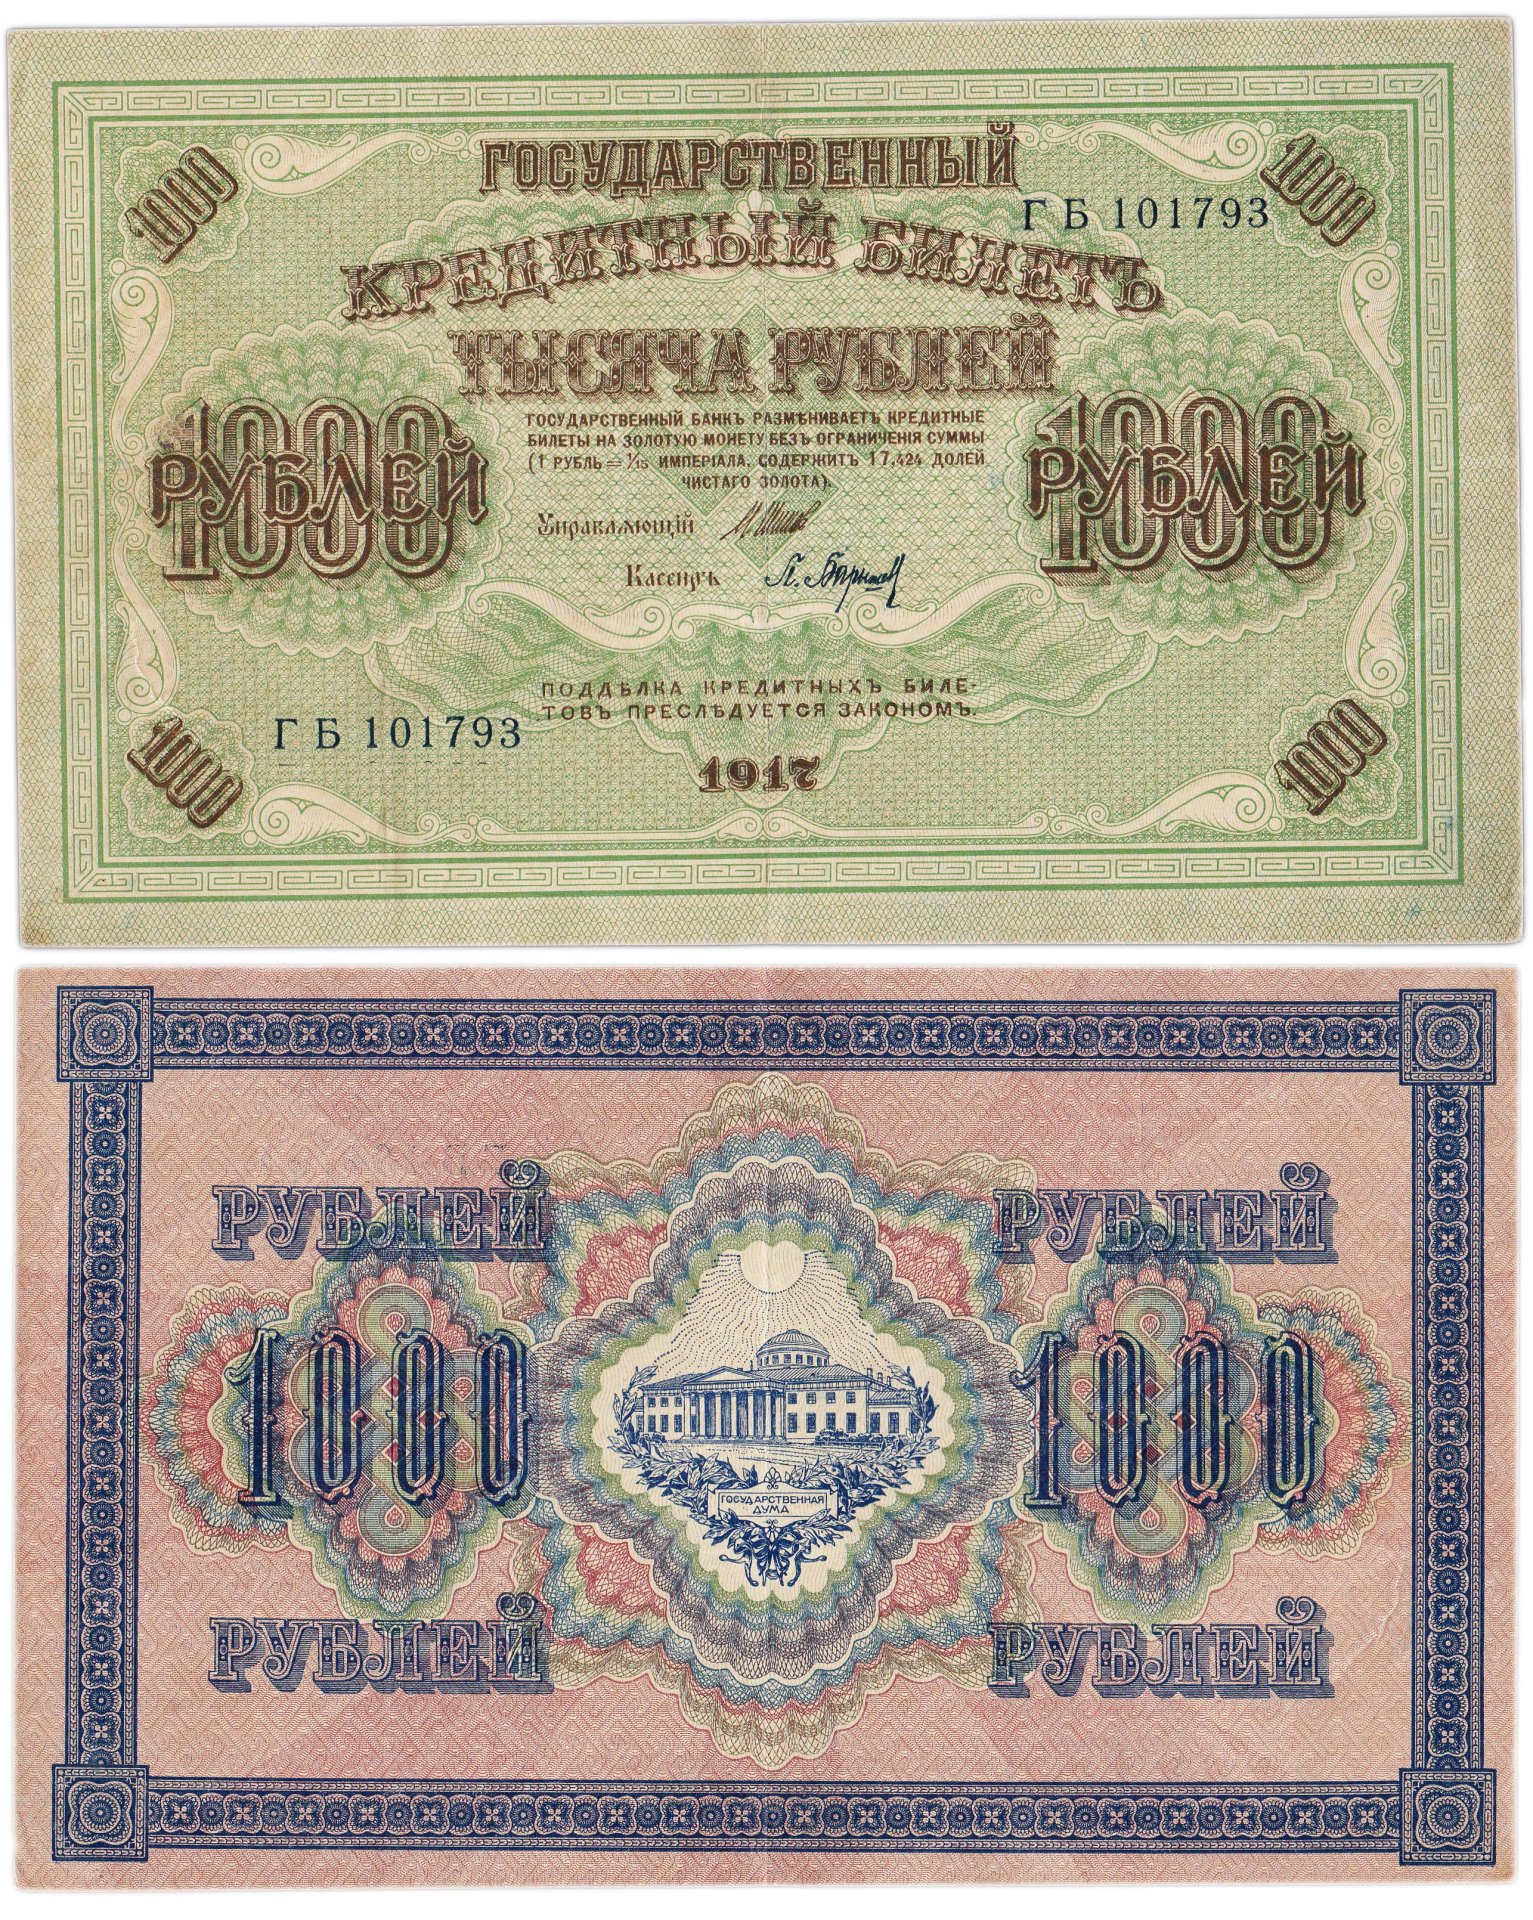 1000
1000
ГОСУДАРСТВЕННЫЙ
ГБ 101793
КРЕДИТНЫЙ БИЛЕТЪ
ТЫСЯЧА РУБЛЕЙ
1000
РУБЛЕЙ
1000
РУБЛЕЙ
ГОСУДАРСТВЕННЫЙ БАНКЪ РАЗМѢНИВАЕТЪ КРЕДИТНЫЕ
БИЛЕТЫ НА ЗОЛОТУЮ МОНЕТУ БЕЗЪ ОГРАНИЧЕНІЯ СУММЫ
(1 РУБЛЬ = 1/15 ИМПЕРІАЛА, СОДЕРЖИТЪ 17,424 ДОЛЕЙ
ЧИСТАГО ЗОЛОТА).
Управляющій
Кассиръ
ПОДДѢЛКА КРЕДИТНЫХЪ БИЛЕ-
ТОВЪ ПРЕСЛѢДУЕТСЯ ЗАКОНОМЪ.
ГБ 101793
1917
1000
1000
РУБЛЕЙ
РУБЛЕЙ
1000
1000
ГОСУДАРСТВЕННАЯ
ДУМА
РУБЛЕЙ
РУБЛЕЙ